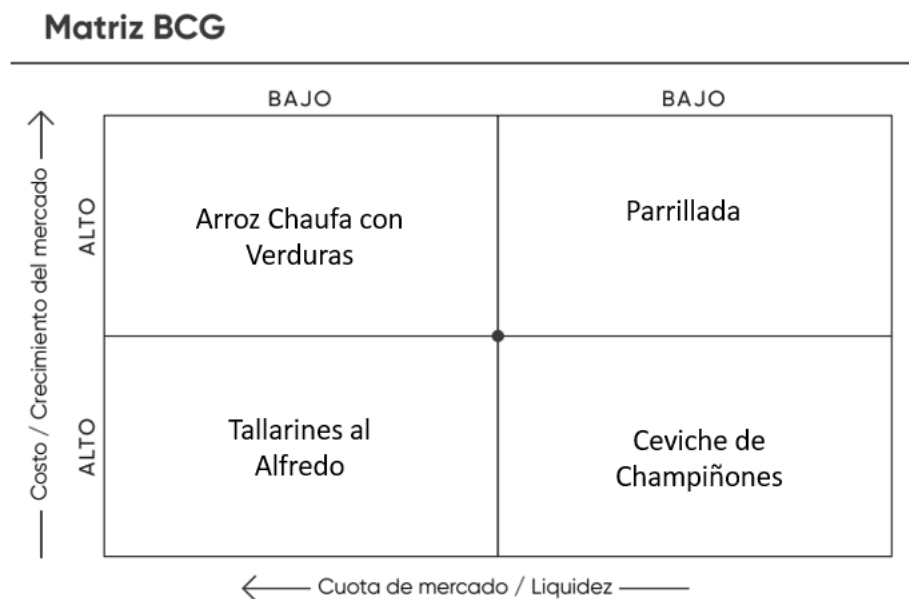 Matriz BCG
BAJO
BAJO
Costo / Crecimiento del mercado
ALTO
Arroz Chaufa con
Verduras
Parrillada
ALTO
Tallarines al
Alfredo
Ceviche de
Champiñones
Cuota de mercado / Liquidez